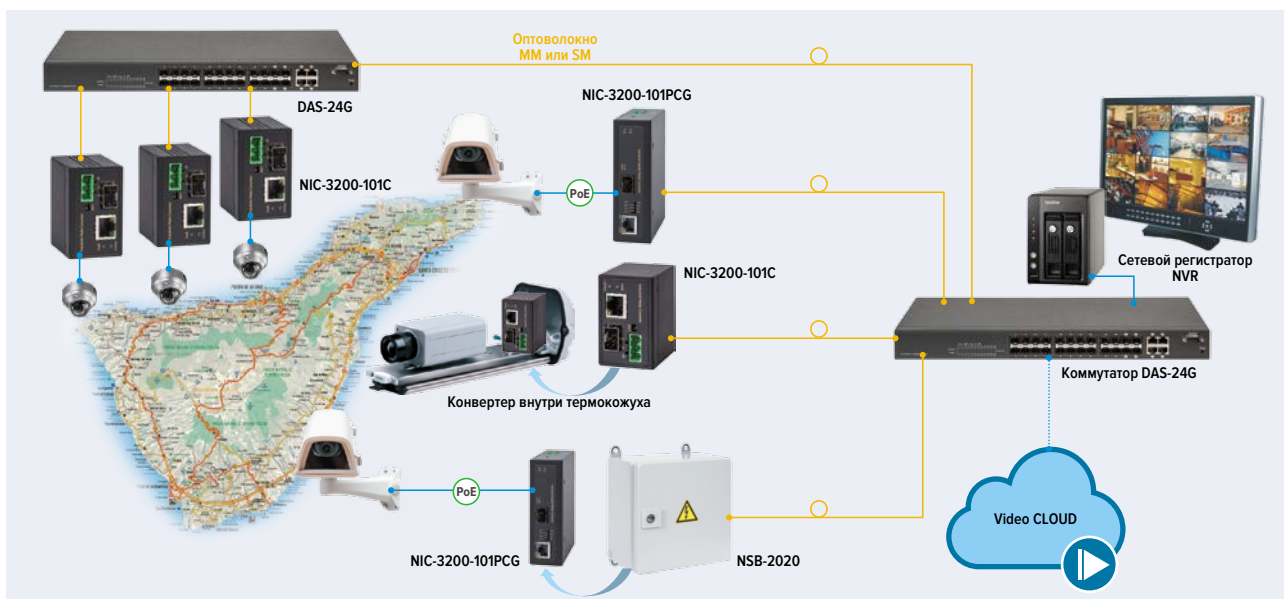 Оптоволокно
ММ или SM
DAS-24G
NIC-3200-101PCG
NIC-3200-101C
PoE
Сетевой регистратор
NVR
NIC-3200-101C
Коммутатор DAS-24G
Конвертер внутри термокожуха
PoE
Video CLOUD
NIC-3200-101PCG
NSB-2020